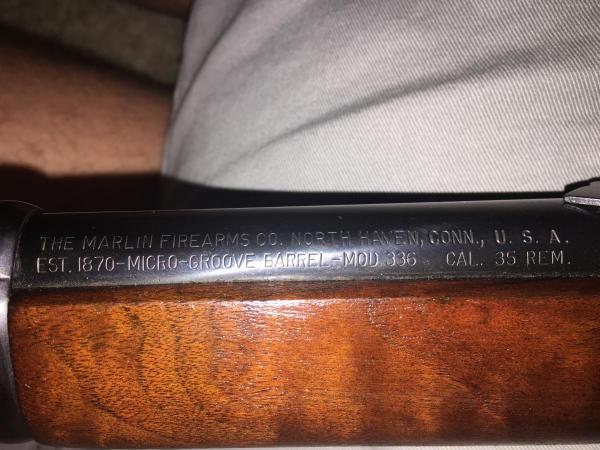 THE MARLIN FIREARMS CO. NORTH HAVEN, CONN., U. S. A.
EST. 1870-MICRO-GROOVE BARREL-MOD. 336 CAL. 35 REM.